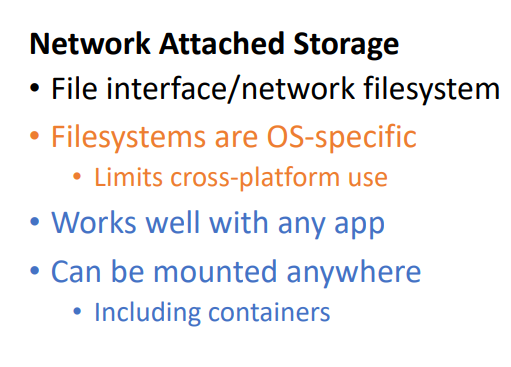 Network Attached Storage
• File interface/network filesystem
• Filesystems are OS-specific
• Limits cross-platform use
• Works well with any app
• Can be mounted anywhere
• Including containers